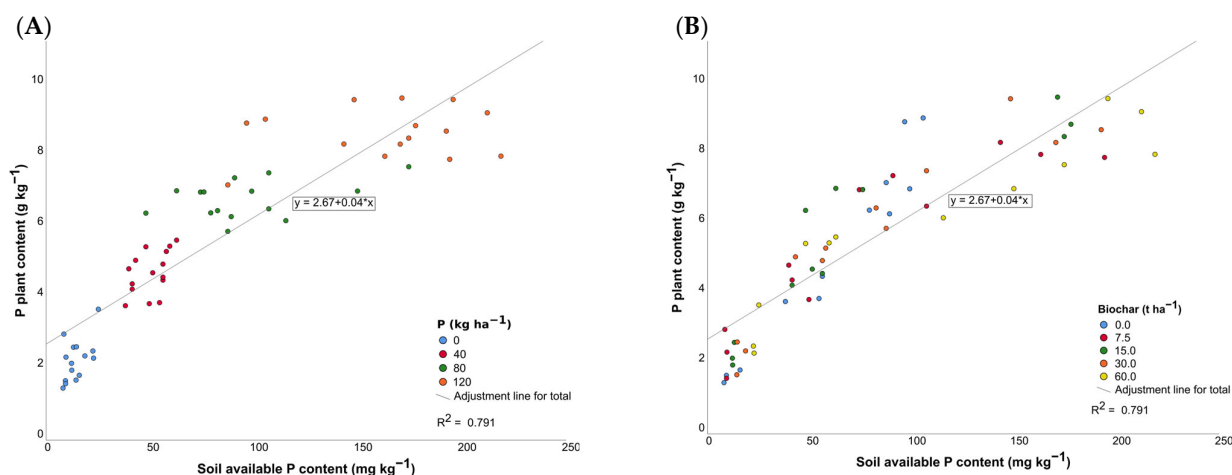 (A)
10
8
6
4
2
0
P plant content (g kg⁻¹)
y = 2.67+0.04*x
P (kg ha⁻¹)
0
40
80
120
Adjustment line for total
R² = 0.791
0
50
100
150
200
250
Soil available P content (mg kg⁻¹)
(B)
10
8
6
4
2
0
P plant content (g kg⁻¹)
y = 2.67+0.04*x
Biochar (t ha⁻¹)
0.0
7.5
15.0
30.0
60.0
Adjustment line for total
R² = 0.791
0
50
100
150
200
250
Soil available P content (mg kg⁻¹)